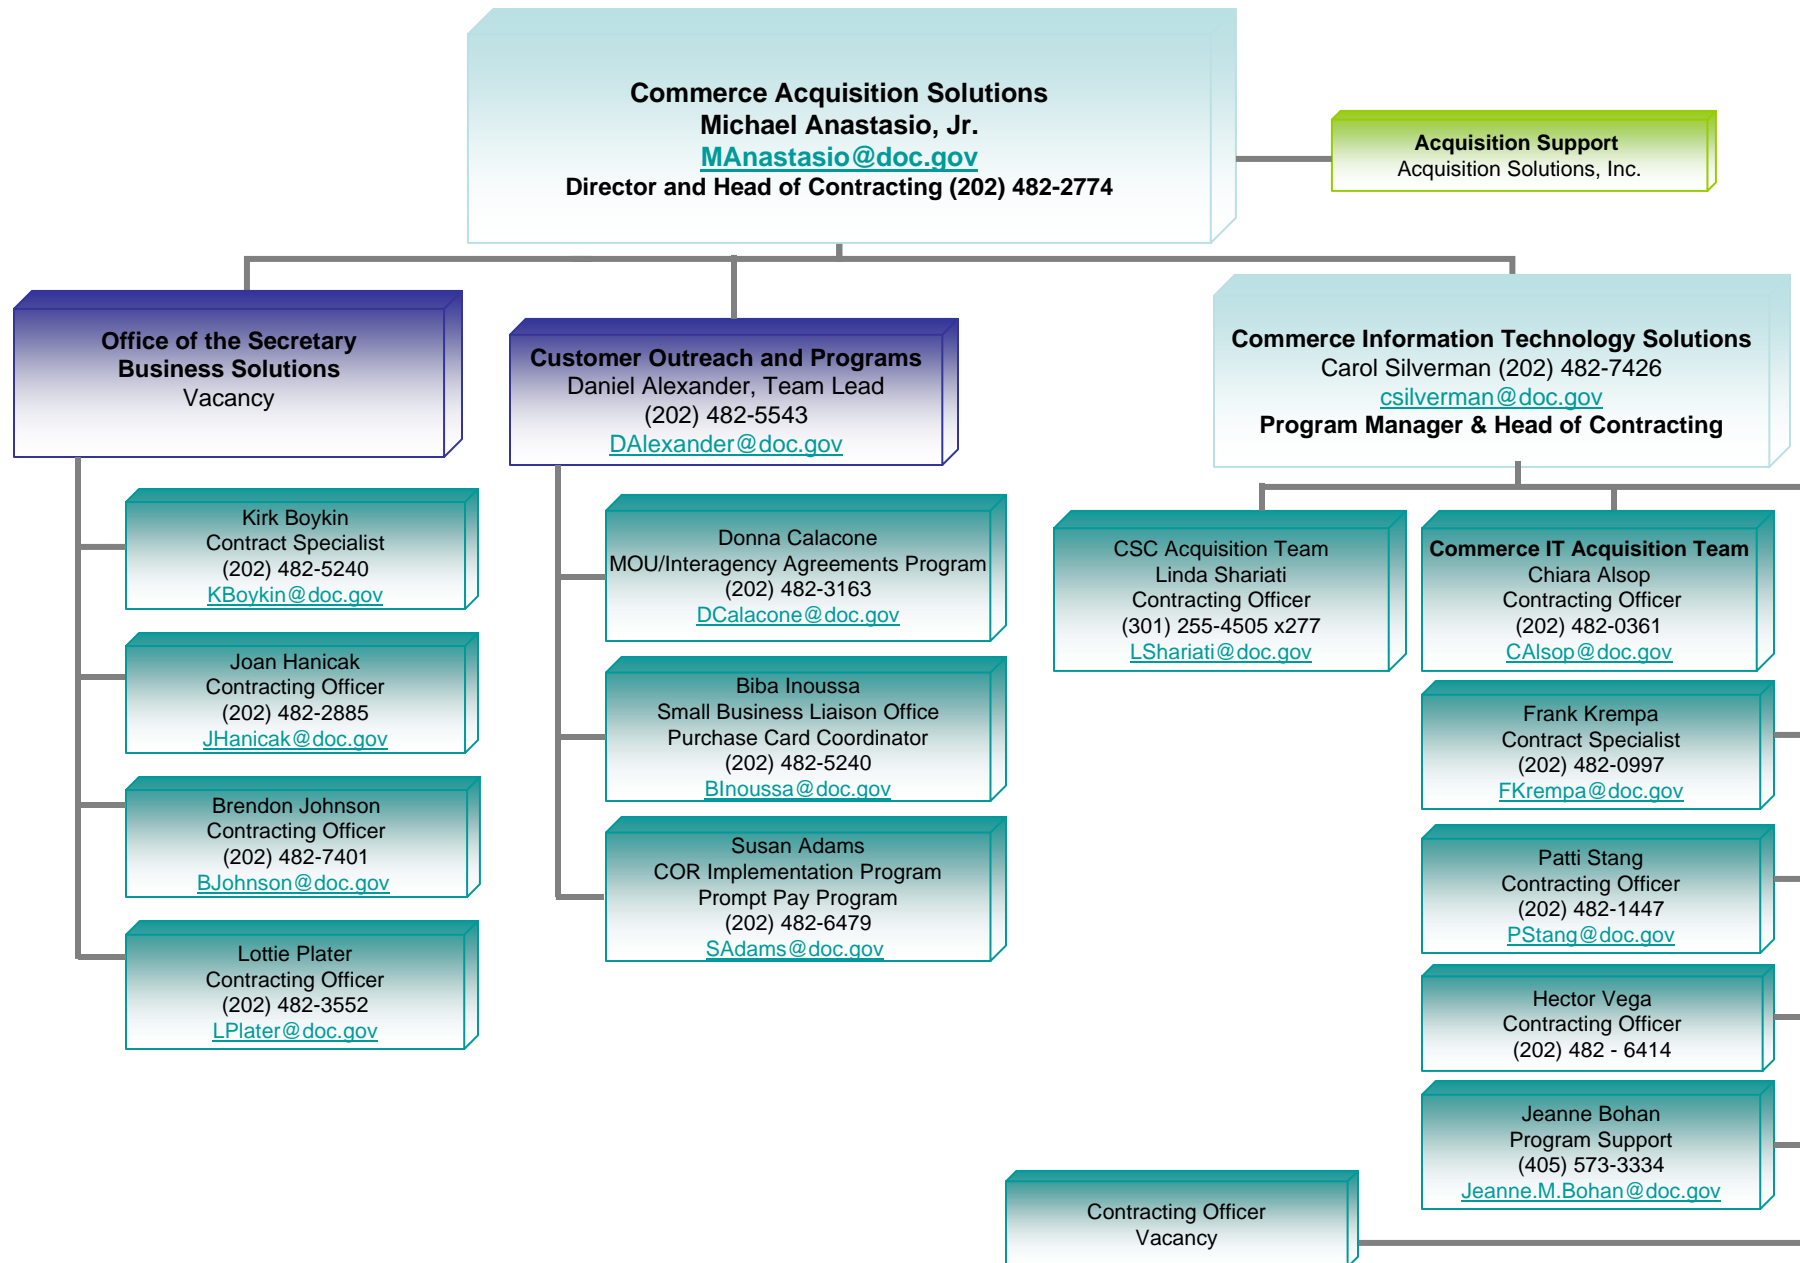 Commerce Acquisition Solutions
Michael Anastasio, Jr.
MAnastasio@doc.gov
Director and Head of Contracting (202) 482-2774
Acquisition Support
Acquisition Solutions, Inc.
Office of the Secretary
Business Solutions
Vacancy
Kirk Boykin
Contract Specialist
(202) 482-5240
KBoykin@doc.gov
Joan Hanicak
Contracting Officer
(202) 482-2885
JHanicak@doc.gov
Brendon Johnson
Contracting Officer
(202) 482-7401
BJohnson@doc.gov
Lottie Plater
Contracting Officer
(202) 482-3552
LPlater@doc.gov
Customer Outreach and Programs
Daniel Alexander, Team Lead
(202) 482-5543
DAlexander@doc.gov
Donna Calacone
MOU/Interagency Agreements Program
(202) 482-3163
DCalacone@doc.gov
Biba Inoussa
Small Business Liaison Office
Purchase Card Coordinator
(202) 482-5240
BInoussa@doc.gov
Susan Adams
COR Implementation Program
Prompt Pay Program
(202) 482-6479
SAdams@doc.gov
Commerce Information Technology Solutions
Carol Silverman (202) 482-7426
csilverman@doc.gov
Program Manager & Head of Contracting
CSC Acquisition Team
Linda Shariati
Contracting Officer
(301) 255-4505 x277
LShariati@doc.gov
Commerce IT Acquisition Team
Chiara Alsop
Contracting Officer
(202) 482-0361
CAlsop@doc.gov
Frank Krempa
Contract Specialist
(202) 482-0997
FKrempa@doc.gov
Patti Stang
Contracting Officer
(202) 482-1447
PStang@doc.gov
Hector Vega
Contracting Officer
(202) 482 - 6414
Jeanne Bohan
Program Support
(405) 573-3334
Jeanne.M.Bohan@doc.gov
Contracting Officer
Vacancy